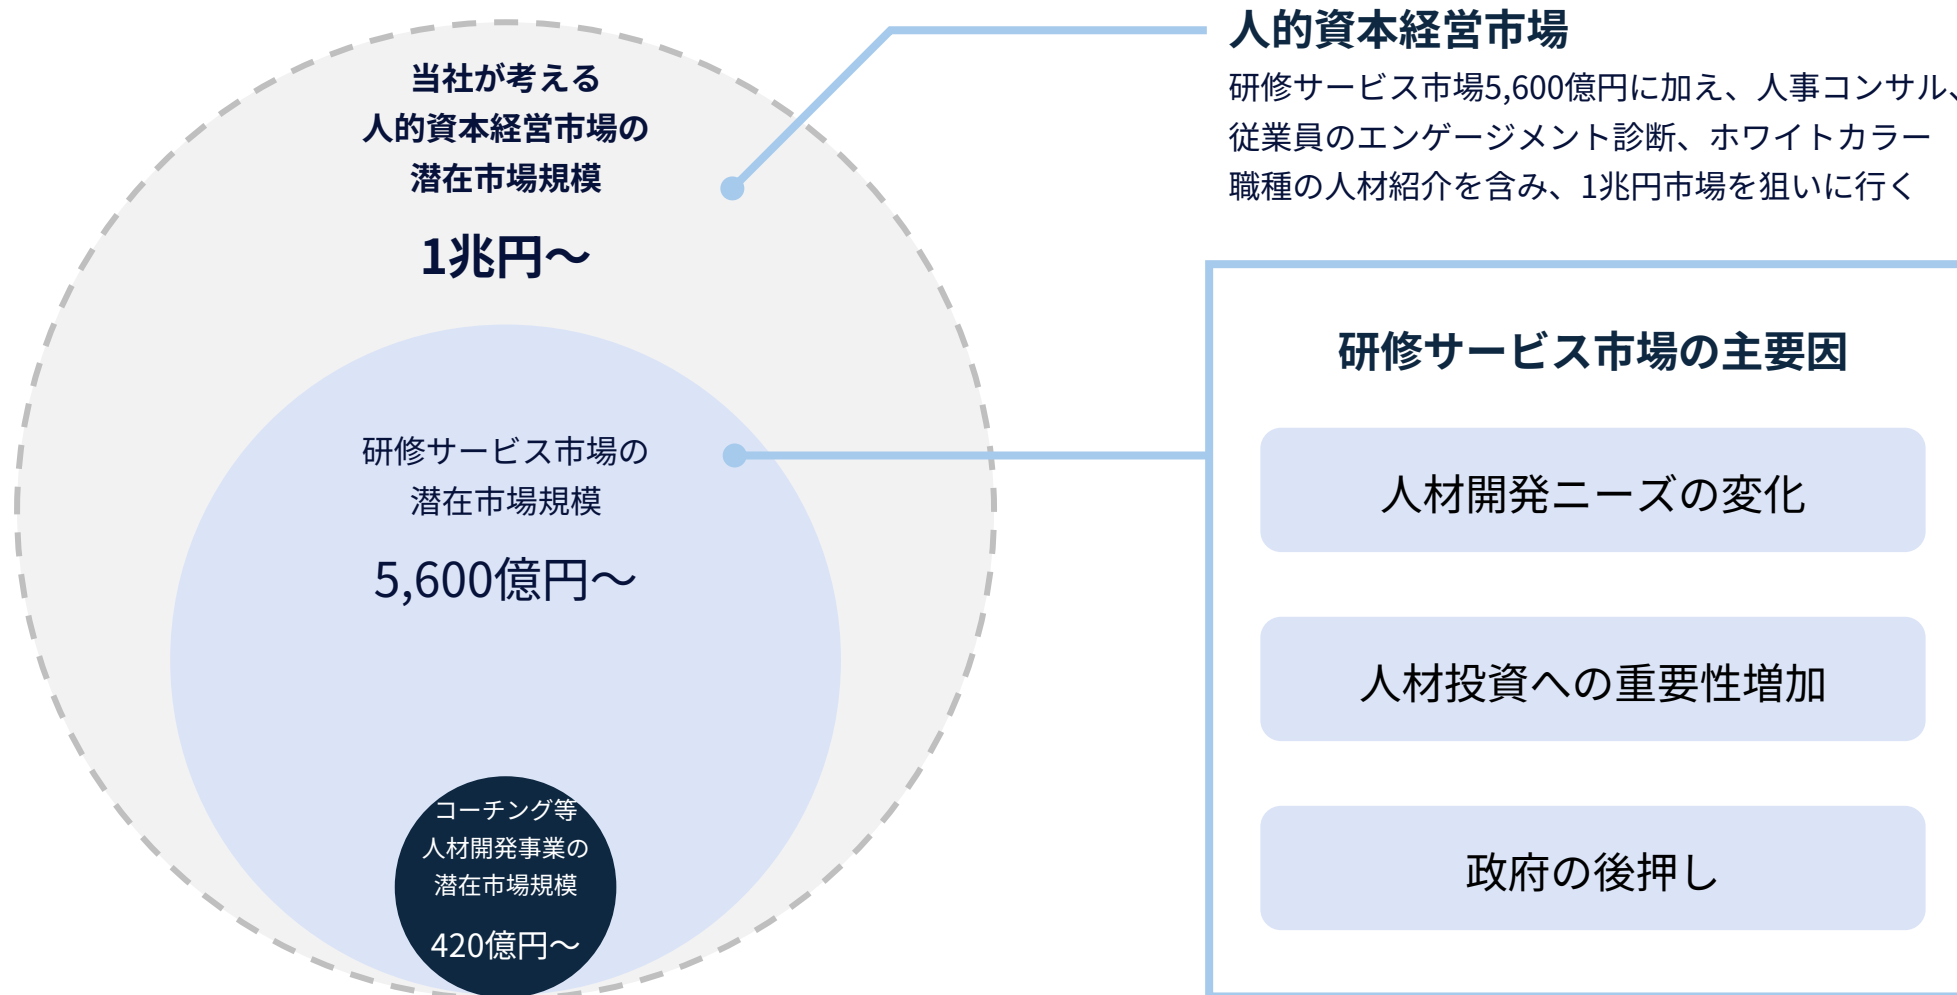 当社が考える
人的資本経営市場の
潜在市場規模
1兆円～
研修サービス市場の
潜在市場規模
5,600億円～
コーチング等
人材開発事業の
潜在市場規模
420億円～
人的資本経営市場
研修サービス市場5,600億円に加え、人事コンサル、
従業員のエンゲージメント診断、ホワイトカラー
職種の人材紹介を含み、1兆円市場を狙いに行く
研修サービス市場の主要因
人材開発ニーズの変化
人材投資への重要性増加
政府の後押し